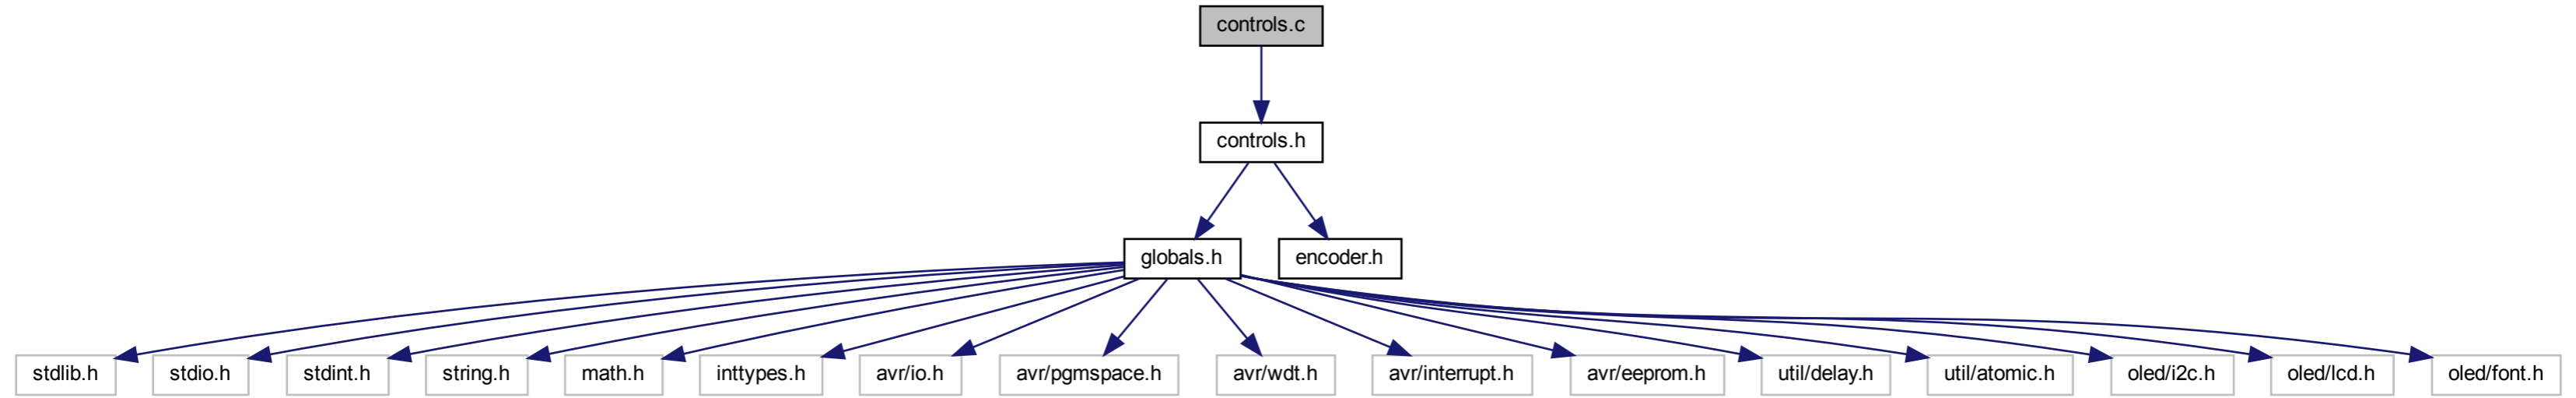 controls.c
controls.h
globals.h
encoder.h
stdlib.h
stdio.h
stdint.h
string.h
math.h
inttypes.h
avr/io.h
avr/pgmspace.h
avr/wdt.h
avr/interrupt.h
avr/eeprom.h
util/delay.h
util/atomic.h
oled/i2c.h
oled/lcd.h
oled/font.h